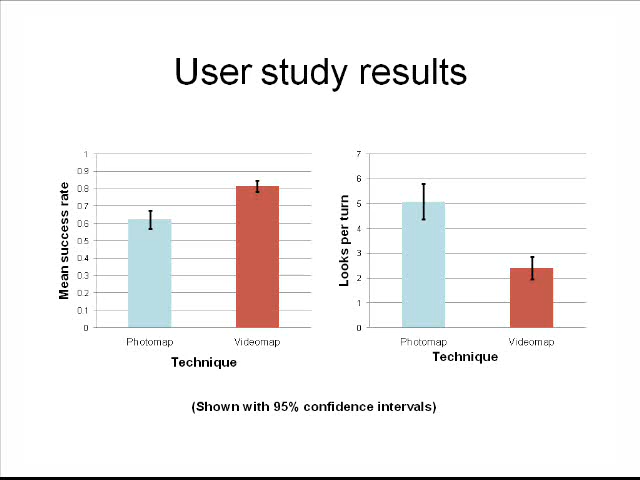 User study results
Mean success rate
1
0.9
0.8
0.7
0.6
0.5
0.4
0.3
0.2
0.1
0
Photomap Videomap
Technique
Looks per turn
7
6
5
4
3
2
1
0
Photomap Videomap
Technique
(Shown with 95% confidence intervals)